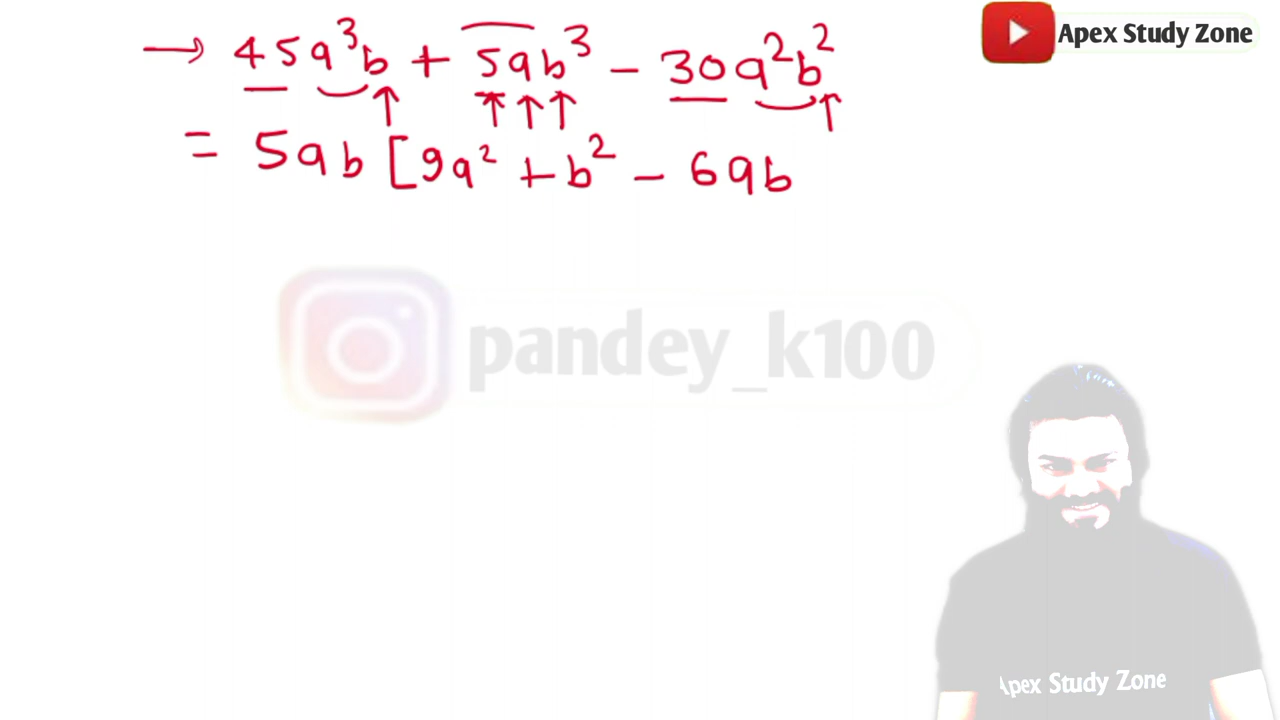 Apex Study Zone
→ 45a³b + 5ab³ - 30a²b²
= 5ab [9a² + b² - 6ab
pandey_k100
Apex Study Zone